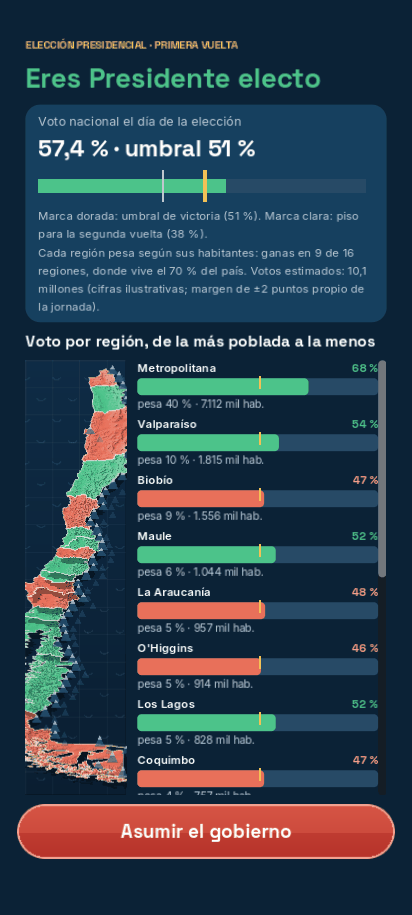 ELECCIÓN PRESIDENCIAL · PRIMERA VUELTA
Eres Presidente electo
Voto nacional el día de la elección
57,4 % · umbral 51 %
Marca dorada: umbral de victoria (51 %). Marca clara: piso
para la segunda vuelta (38 %).
Cada región pesa según sus habitantes: ganas en 9 de 16
regiones, donde vive el 70 % del país. Votos estimados: 10,1
millones (cifras ilustrativas; margen de ±2 puntos propio de
la jornada).
Voto por región, de la más poblada a la menos
Metropolitana 68 %
pesa 40 % · 7.112 mil hab.
Valparaíso 54 %
pesa 10 % · 1.815 mil hab.
Biobío 47 %
pesa 9 % · 1.556 mil hab.
Maule 52 %
pesa 6 % · 1.044 mil hab.
La Araucanía 48 %
pesa 5 % · 957 mil hab.
O'Higgins 46 %
pesa 5 % · 914 mil hab.
Los Lagos 52 %
pesa 5 % · 828 mil hab.
Coquimbo 47 %
pesa 4 % · 757 mil hab.
Asumir el gobierno